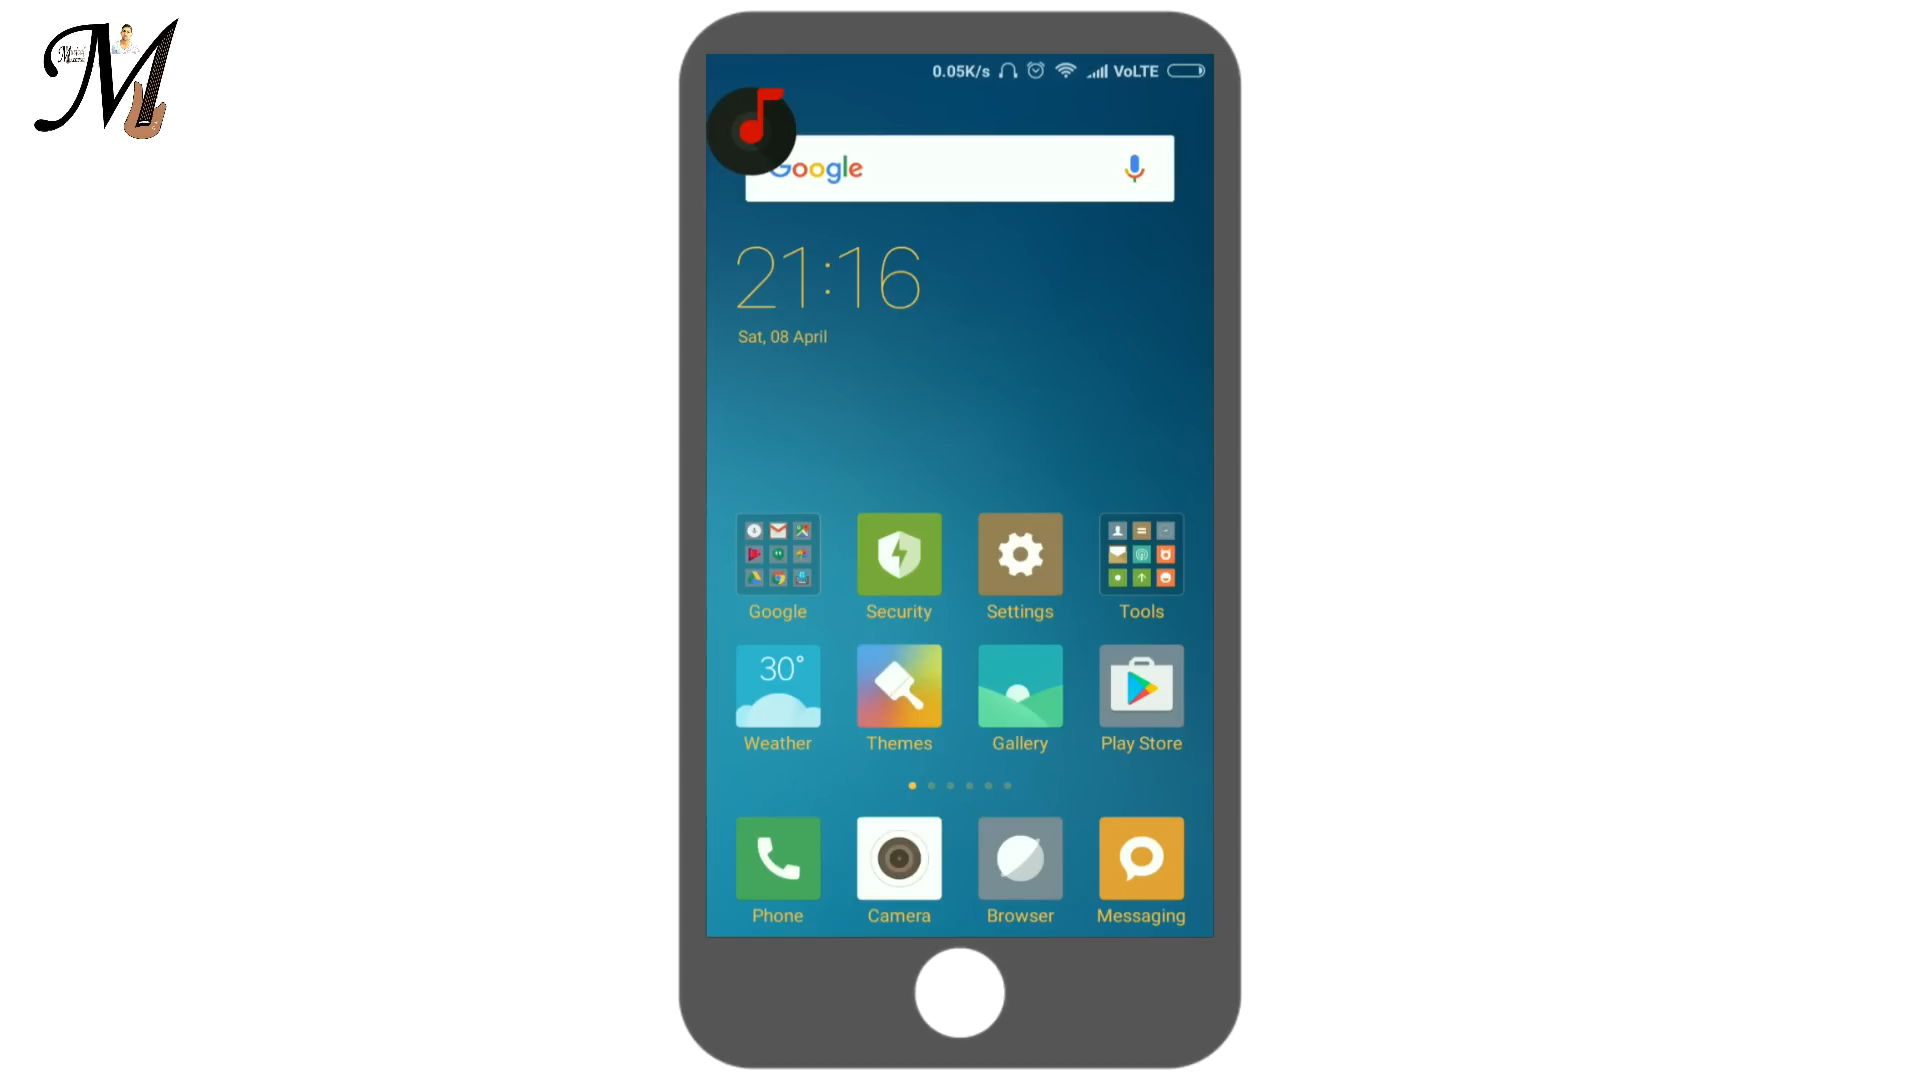 M
0.05K/s VoLTE
Google
21:16
Sat, 08 April
Google Security Settings Tools
30°
Weather Themes Gallery Play Store
Phone Camera Browser Messaging